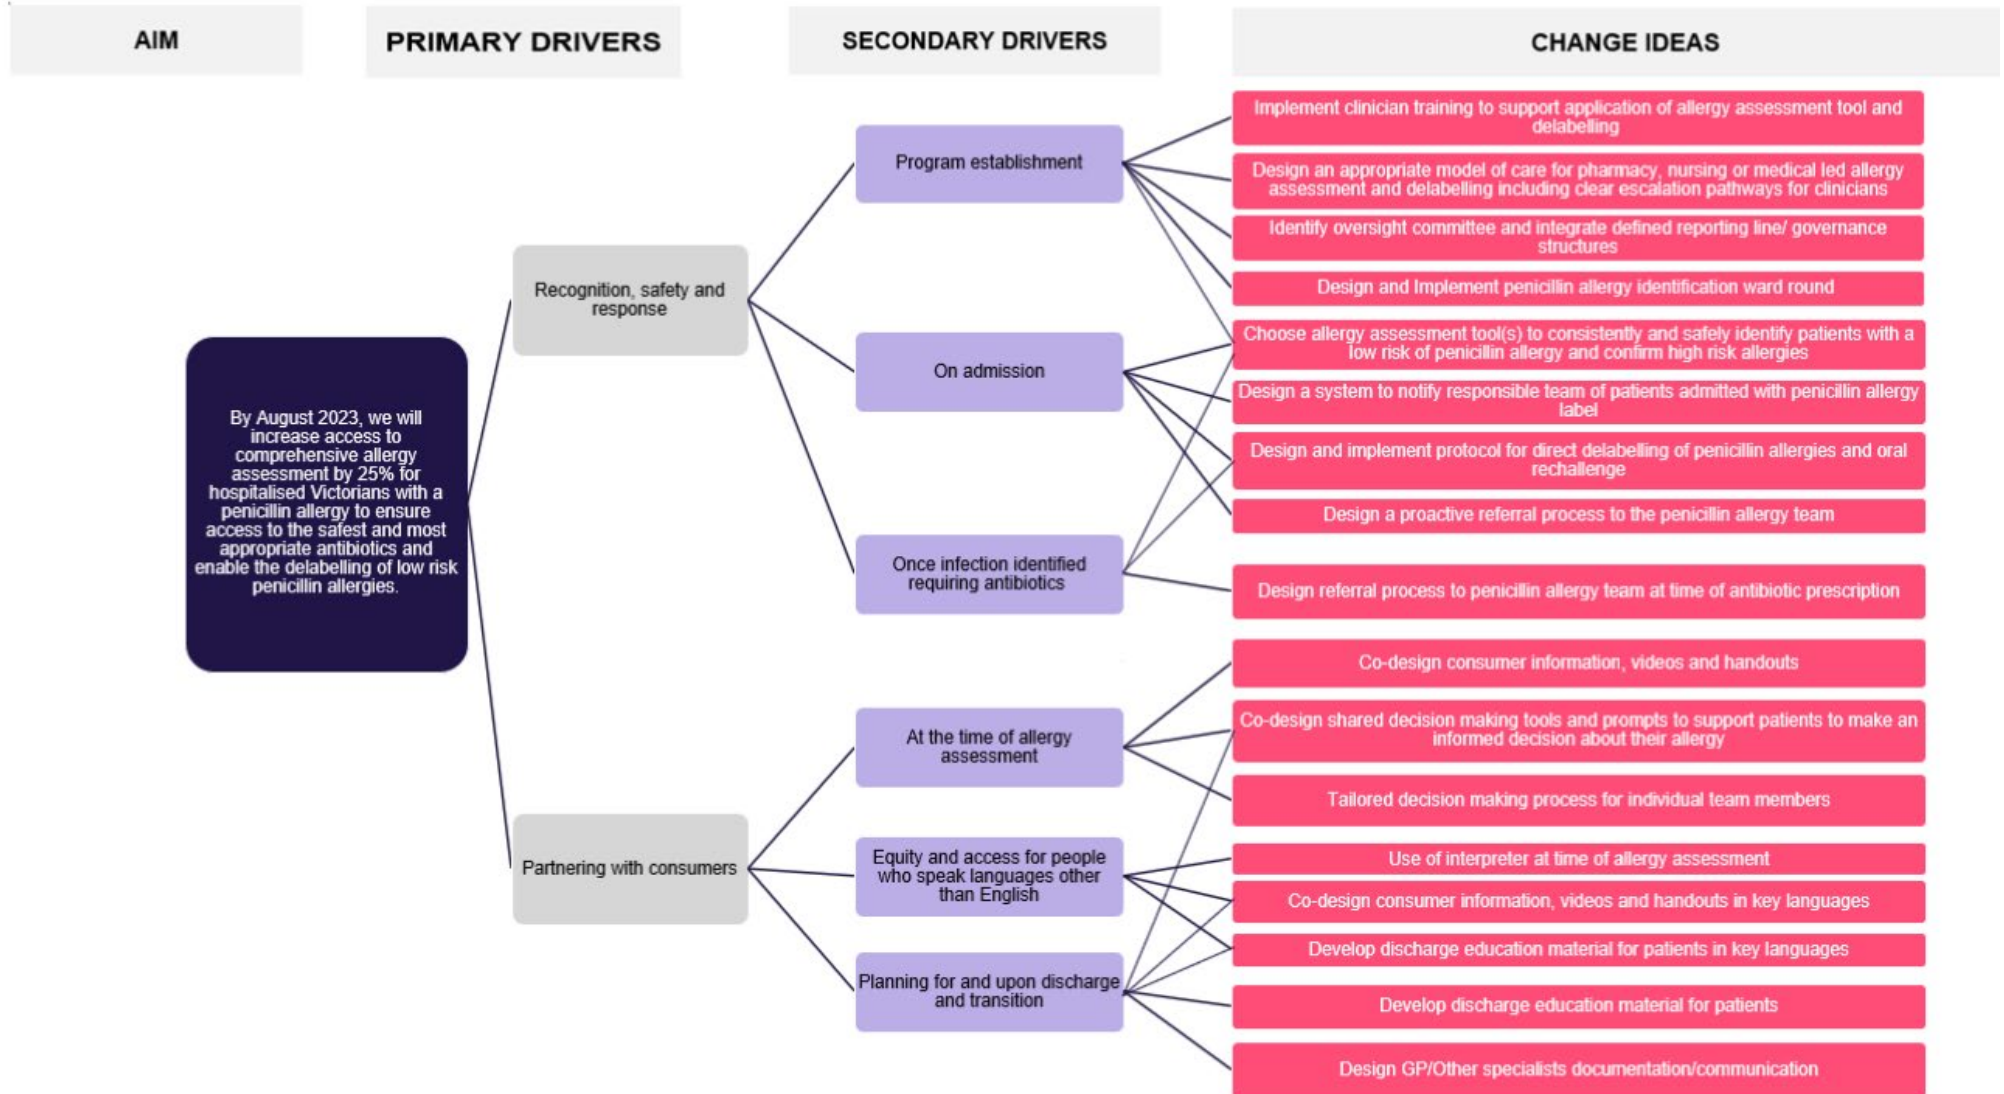 AIM
PRIMARY DRIVERS
SECONDARY DRIVERS
CHANGE IDEAS
By August 2023, we will
increase access to
comprehensive allergy
assessment by 25% for
hospitalised Victorians with a
penicillin allergy to ensure
access to the safest and most
appropriate antibiotics and
enable the delabelling of low risk
penicillin allergies.
Recognition, safety and
response
Partnering with consumers
Program establishment
On admission
Once infection identified
requiring antibiotics
At the time of allergy
assessment
Equity and access for people
who speak languages other
than English
Planning for and upon discharge
and transition
Implement clinician training to support application of allergy assessment tool and
delabelling
Design an appropriate model of care for pharmacy, nursing or medical led allergy
assessment and delabelling including clear escalation pathways for clinicians
Identify oversight committee and integrate defined reporting line/ governance
structures
Design and Implement penicillin allergy identification ward round
Choose allergy assessment tool(s) to consistently and safely identify patients with a
low risk of penicillin allergy and confirm high risk allergies
Design a system to notify responsible team of patients admitted with penicillin allergy
label
Design and implement protocol for direct delabelling of penicillin allergies and oral
rechallenge
Design a proactive referral process to the penicillin allergy team
Design referral process to penicillin allergy team at time of antibiotic prescription
Co-design consumer information, videos and handouts
Co-design shared decision making tools and prompts to support patients to make an
informed decision about their allergy
Tailored decision making process for individual team members
Use of interpreter at time of allergy assessment
Co-design consumer information, videos and handouts in key languages
Develop discharge education material for patients in key languages
Develop discharge education material for patients
Design GP/Other specialists documentation/communication